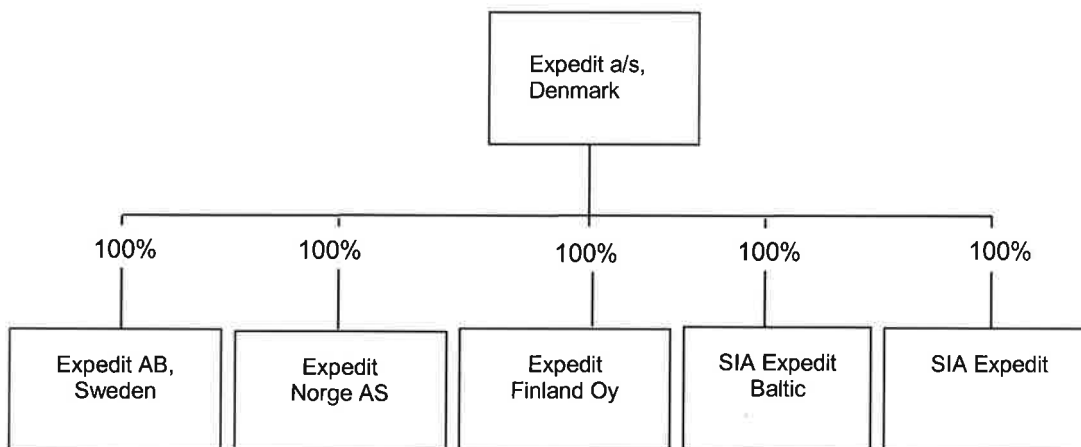 Expedit a/s,
Denmark
100%
100%
100%
100%
100%
Expedit AB,
Sweden
Expedit
Norge AS
Expedit
Finland Oy
SIA Expedit
Baltic
SIA Expedit